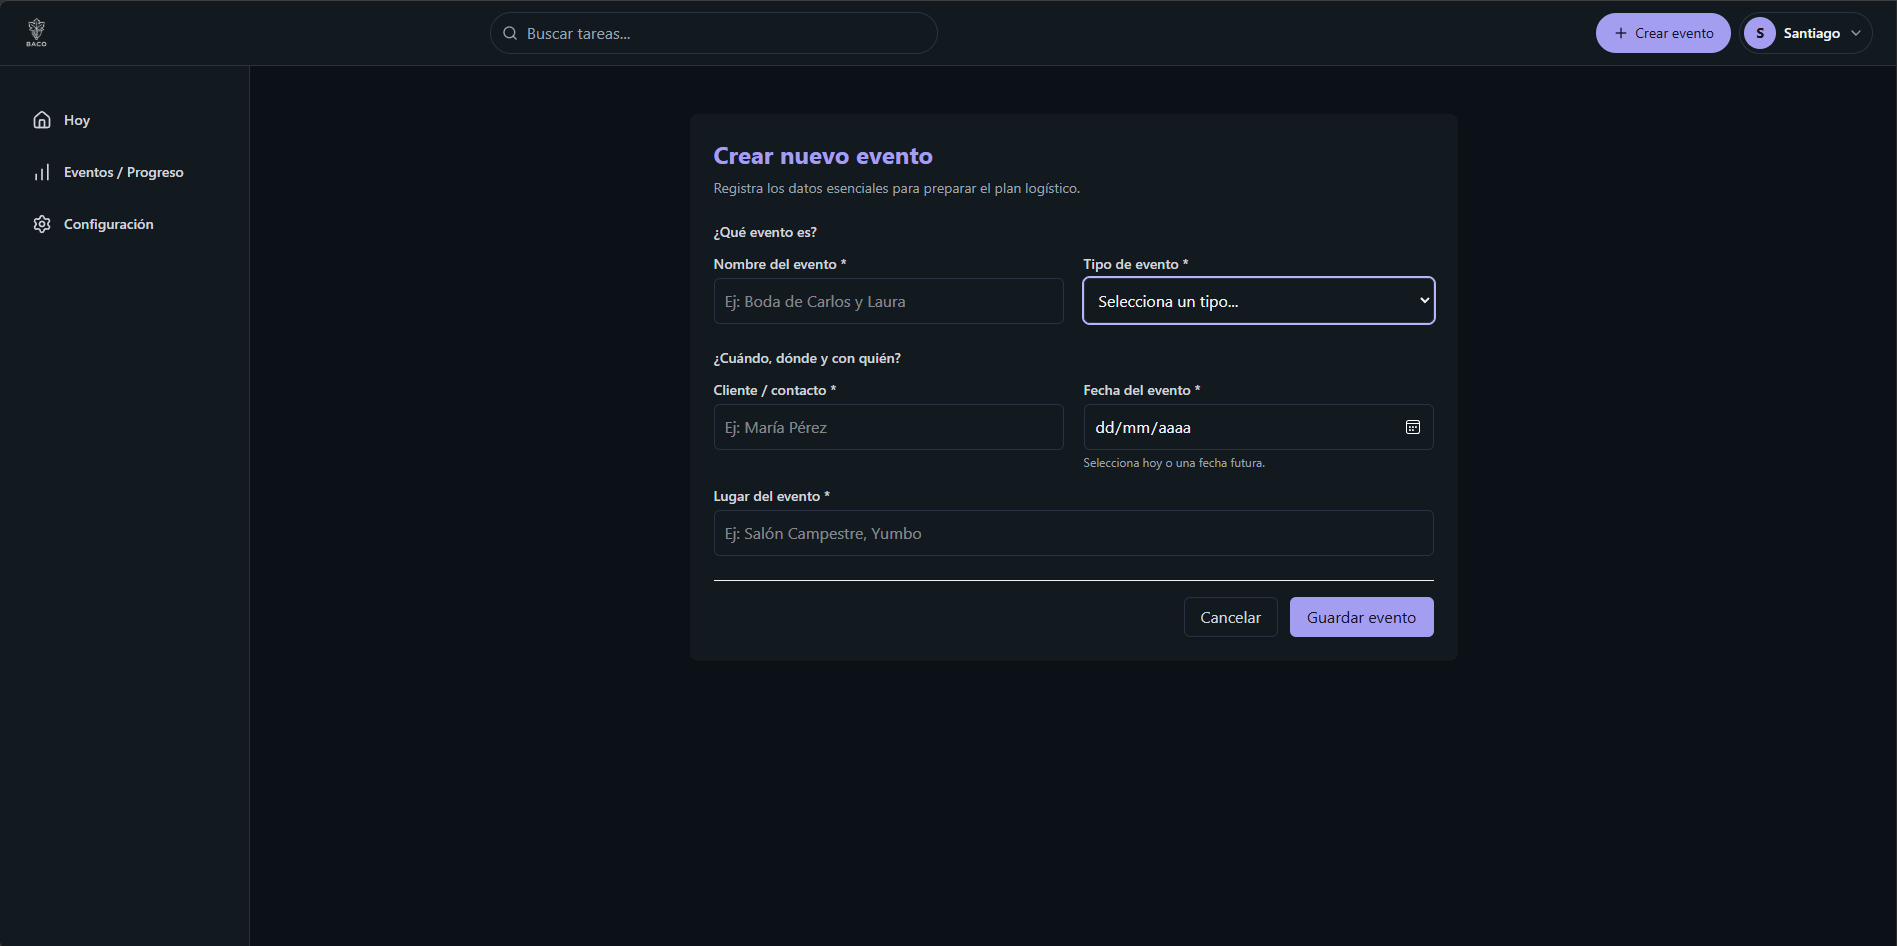 BACO
Buscar tareas...
+ Crear evento
S Santiago
Hoy
Eventos / Progreso
Configuración
Crear nuevo evento
Registra los datos esenciales para preparar el plan logístico.
¿Qué evento es?
Nombre del evento * Tipo de evento *
Ej: Boda de Carlos y Laura Selecciona un tipo...
¿Cuándo, dónde y con quién?
Cliente / contacto * Fecha del evento *
Ej: María Pérez dd/mm/aaaa
Selecciona hoy o una fecha futura.
Lugar del evento *
Ej: Salón Campestre, Yumbo
Cancelar Guardar evento